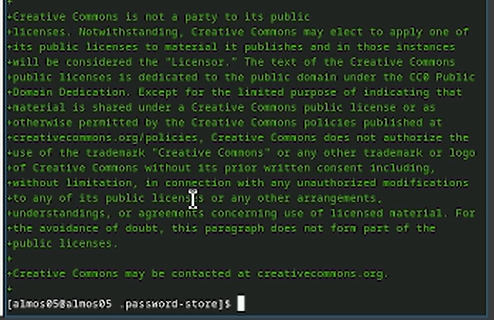 +
+Creative Commons is not a party to its public
+licenses. Notwithstanding, Creative Commons may elect to apply one of
+its public licenses to material it publishes and in those instances
+will be considered the "Licensor." The text of the Creative Commons
+public licenses is dedicated to the public domain under the CC0 Public
+Domain Dedication. Except for the limited purpose of indicating that
+material is shared under a Creative Commons public license or as
+otherwise permitted by the Creative Commons policies published at
+creativecommons.org/policies, Creative Commons does not authorize the
+use of the trademark "Creative Commons" or any other trademark or logo
+of Creative Commons without its prior written consent including,
+without limitation, in connection with any unauthorized modifications
+to any of its public licenses or any other arrangements,
+understandings, or agreements concerning use of licensed material. For
+the avoidance of doubt, this paragraph does not form part of the
+public licenses.
+
+Creative Commons may be contacted at creativecommons.org.
+
[almos05@almos05 .password-store]$